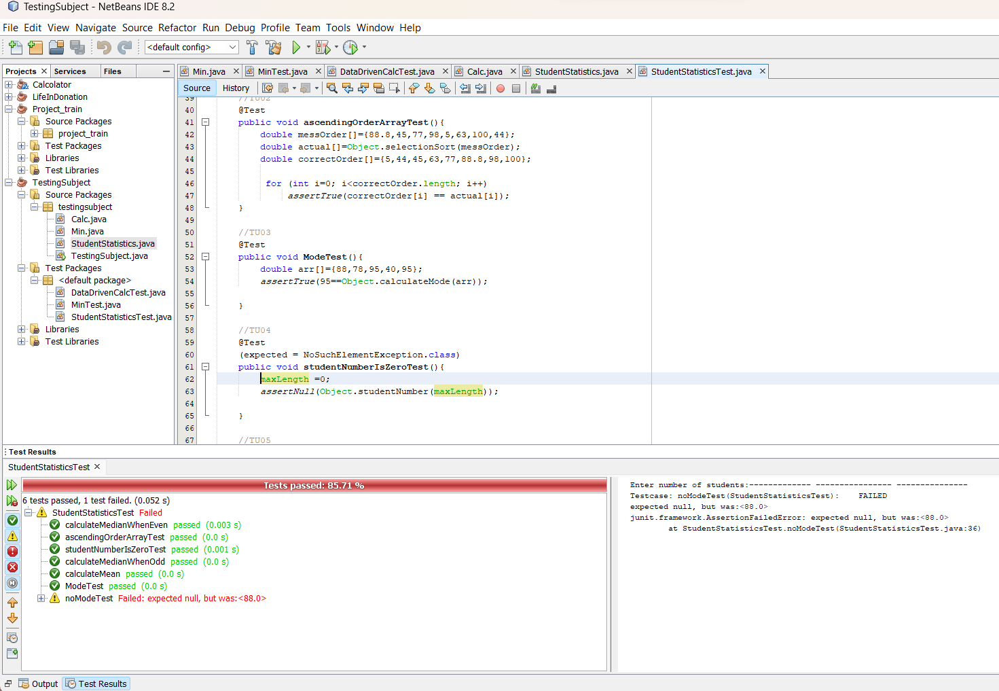 TestingSubject - NetBeans IDE 8.2
File Edit View Navigate Source Refactor Run Debug Profile Team Tools Window Help
<default config>
Projects Services Files
Min.java MinTest.java DataDrivenCalcTest.java Calc.java StudentStatistics.java StudentStatisticsTest.java
Source History
Calcolator
LifeInDonation
Project_train
Source Packages
project_train
Test Packages
Libraries
Test Libraries
TestingSubject
Source Packages
testingsubject
Calc.java
Min.java
StudentStatistics.java
TestingSubject.java
Test Packages
<default package>
DataDrivenCalcTest.java
MinTest.java
StudentStatisticsTest.java
Libraries
Test Libraries
39 //TU02
40 @Test
41 public void ascendingOrderArrayTest(){
42 double messOrder[]={88.8,45,77,98,5,63,100,44};
43 double actual[]=Object.selectionSort(messOrder);
44 double correctOrder[]={5,44,45,63,77,88.8,98,100};
45
46 for (int i=0; i<correctOrder.length; i++)
47 assertTrue(correctOrder[i] == actual[i]);
48 }
49
50 //TU03
51 @Test
52 public void ModeTest(){
53 double arr[]={88,78,95,40,95};
54 assertTrue(95==Object.calculateMode(arr));
55
56 }
57
58 //TU04
59 @Test
60 (expected = NoSuchElementException.class)
61 public void studentNumberIsZeroTest(){
62 maxLength =0;
63 assertNull(Object.studentNumber(maxLength));
64
65 }
66
67 //TU05
Test Results
StudentStatisticsTest
Tests passed: 85.71 %
6 tests passed, 1 test failed. (0.052 s)
StudentStatisticsTest Failed
calculateMedianWhenEven passed (0.003 s)
ascendingOrderArrayTest passed (0.0 s)
studentNumberIsZeroTest passed (0.001 s)
calculateMedianWhenOdd passed (0.0 s)
calculateMean passed (0.0 s)
ModeTest passed (0.0 s)
noModeTest Failed: expected null, but was:<88.0>
Enter number of students:------------- ---------------- ---------------
Testcase: noModeTest(StudentStatisticsTest): FAILED
expected null, but was:<88.0>
junit.framework.AssertionFailedError: expected null, but was:<88.0>
at StudentStatisticsTest.noModeTest(StudentStatisticsTest.java:36)
Output Test Results